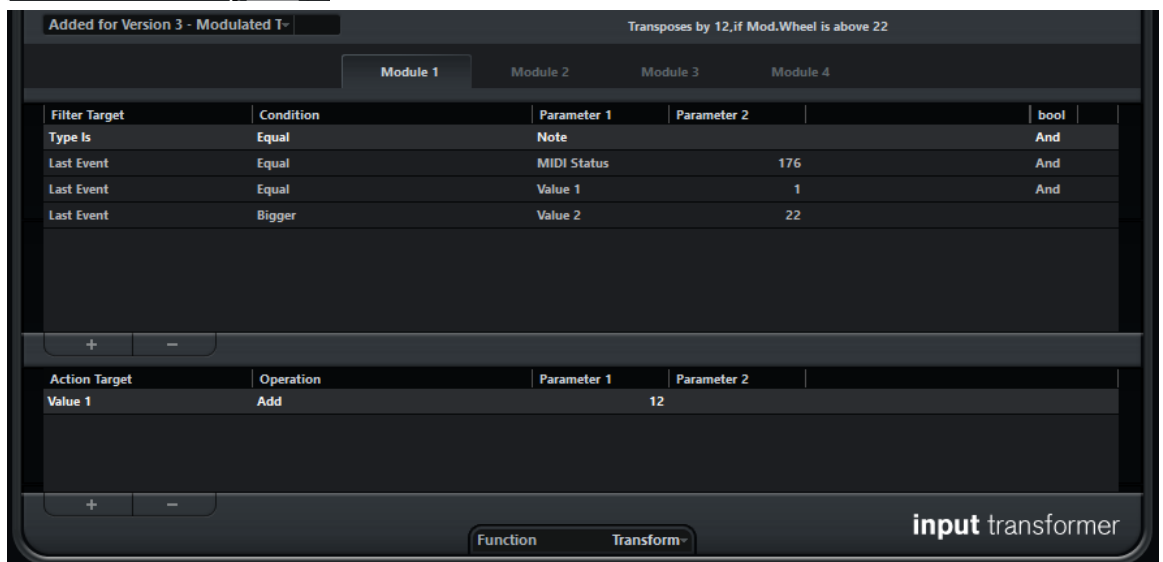 Added for Version 3 - Modulated T
Transposes by 12,if Mod.Wheel is above 22
Module 1 Module 2 Module 3 Module 4
Filter Target Condition Parameter 1 Parameter 2 bool
Type Is Equal Note And
Last Event Equal MIDI Status 176 And
Last Event Equal Value 1 1 And
Last Event Bigger Value 2 22
+ −
Action Target Operation Parameter 1 Parameter 2
Value 1 Add 12
+ −
input transformer
Function Transform